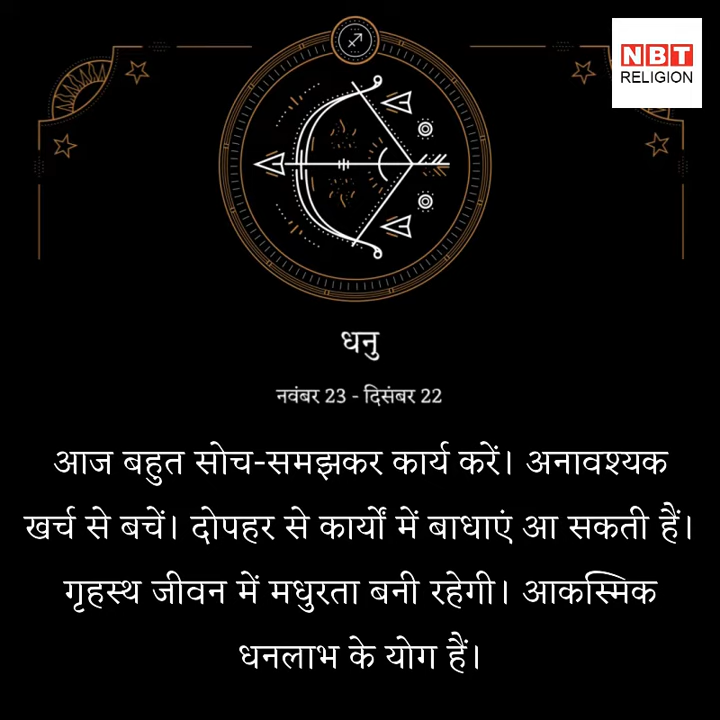 NBT
RELIGION
धनु
नवंबर 23 - दिसंबर 22
आज बहुत सोच-समझकर कार्य करें। अनावश्यक
खर्च से बचें। दोपहर से कार्यों में बाधाएं आ सकती हैं।
गृहस्थ जीवन में मधुरता बनी रहेगी। आकस्मिक
धनलाभ के योग हैं।